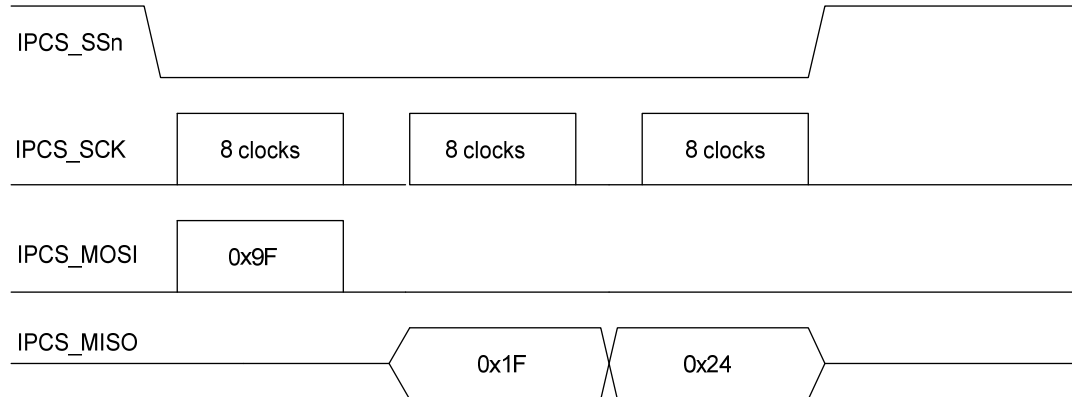 IPCS_SSn
IPCS_SCK 8 clocks 8 clocks 8 clocks
IPCS_MOSI 0x9F
IPCS_MISO 0x1F 0x24